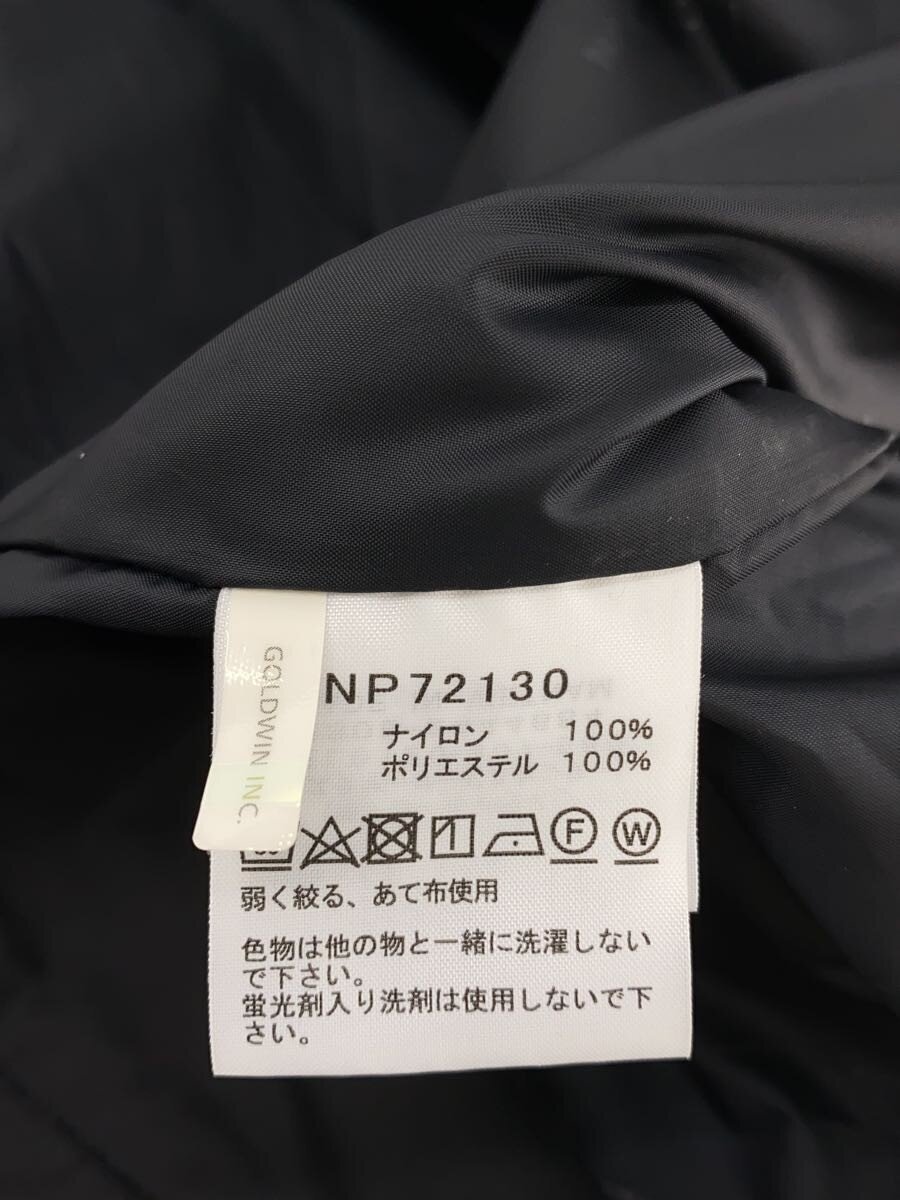 GOLDWIN INC.
NP72130
ナイロン 100%
ポリエステル 100%
F W
弱く絞る、あて布使用
色物は他の物と一緒に洗濯しない
で下さい。
蛍光剤入り洗剤は使用しないで下
さい。